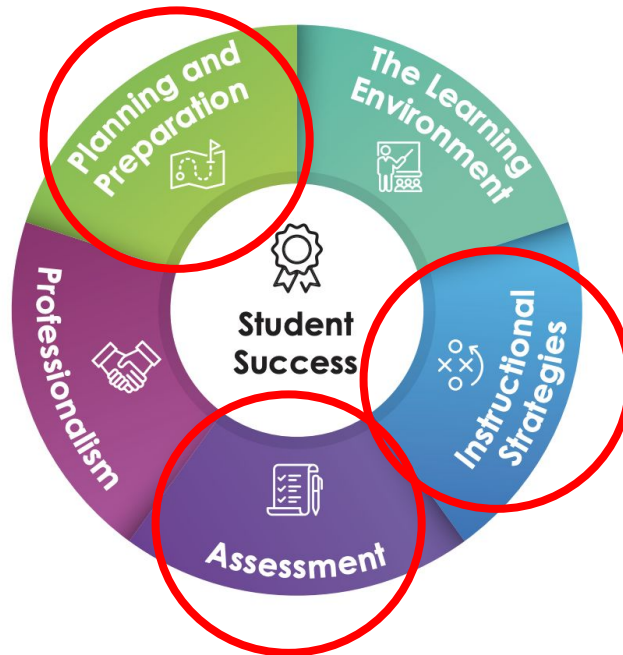 Planning and
Preparation
The Learning
Environment
Instructional
Strategies
Assessment
Professionalism
Student
Success